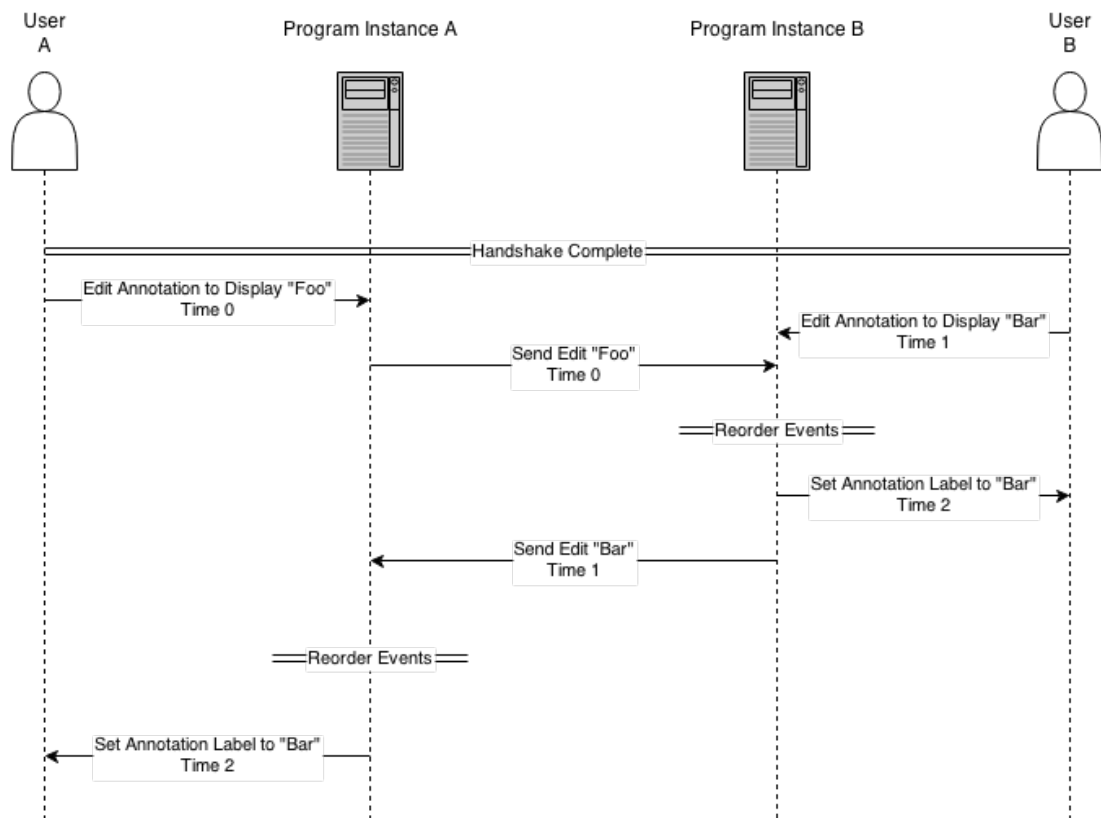 User
A
Program Instance A
Program Instance B
User
B
Handshake Complete
Edit Annotation to Display "Foo"
Time 0
Edit Annotation to Display "Bar"
Time 1
Send Edit "Foo"
Time 0
Reorder Events
Set Annotation Label to "Bar"
Time 2
Send Edit "Bar"
Time 1
Reorder Events
Set Annotation Label to "Bar"
Time 2